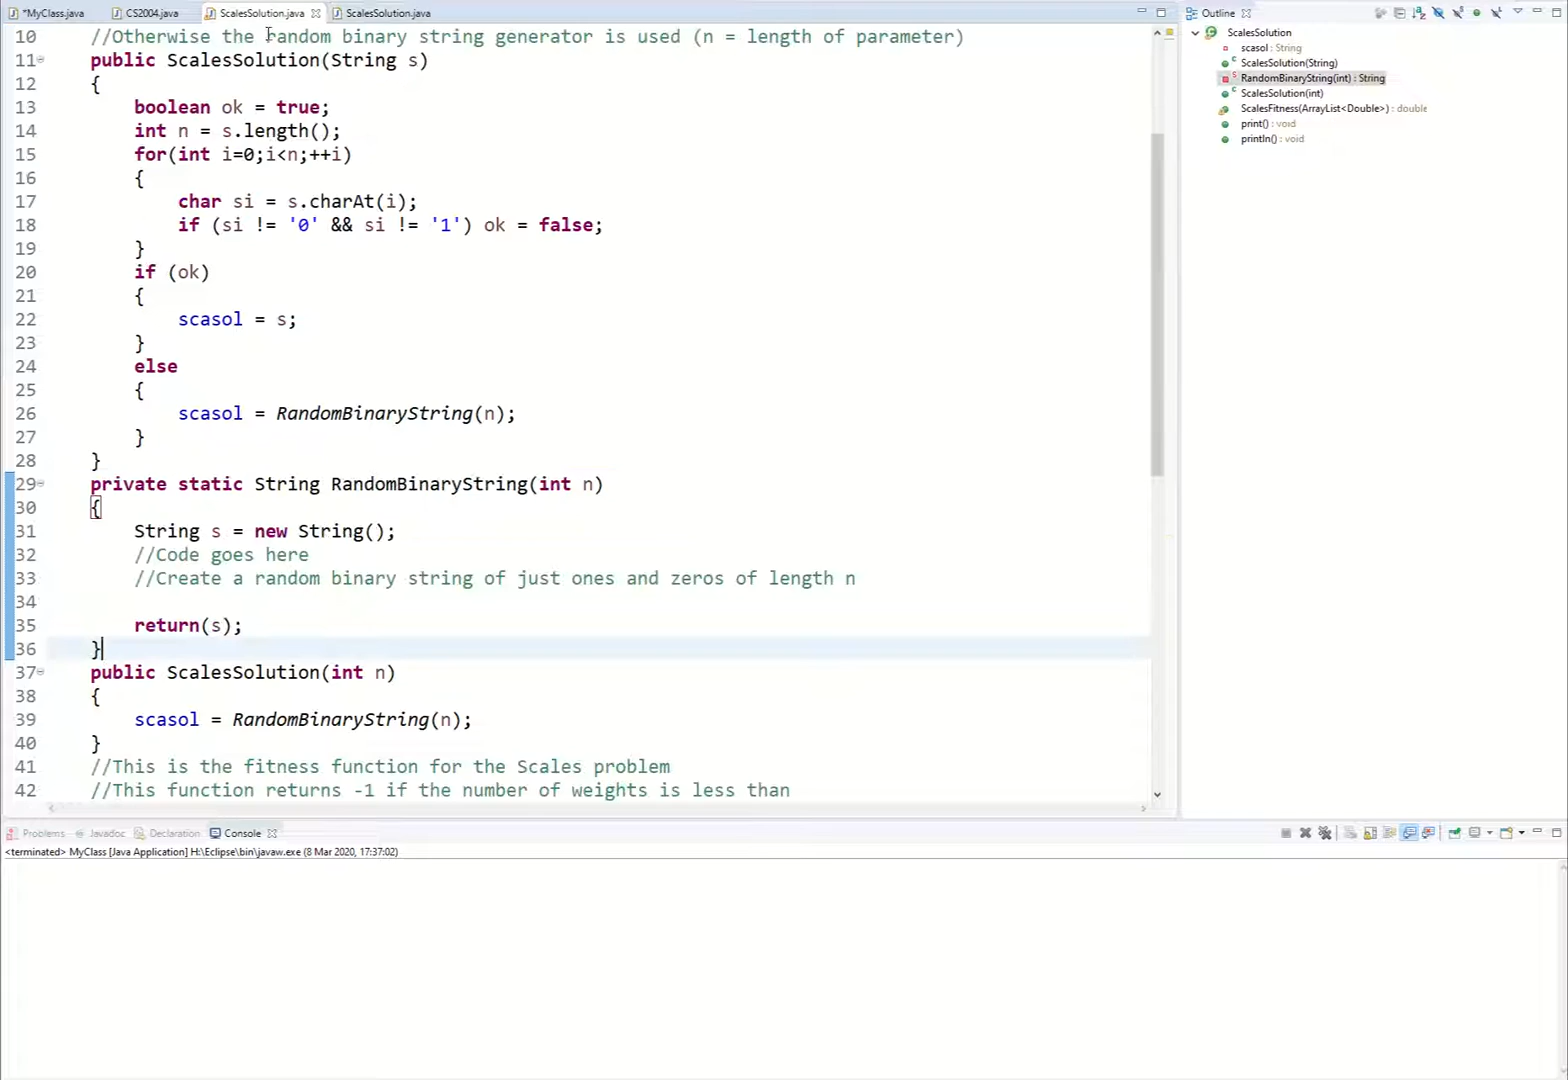 *MyClass.java CS2004.java ScalesSolution.java ScalesSolution.java
10 //Otherwise the random binary string generator is used (n = length of parameter)
11 public ScalesSolution(String s)
12 {
13 boolean ok = true;
14 int n = s.length();
15 for(int i=0;i<n;++i)
16 {
17 char si = s.charAt(i);
18 if (si != '0' && si != '1') ok = false;
19 }
20 if (ok)
21 {
22 scasol = s;
23 }
24 else
25 {
26 scasol = RandomBinaryString(n);
27 }
28 }
29 private static String RandomBinaryString(int n)
30 {
31 String s = new String();
32 //Code goes here
33 //Create a random binary string of just ones and zeros of length n
34
35 return(s);
36 }
37 public ScalesSolution(int n)
38 {
39 scasol = RandomBinaryString(n);
40 }
41 //This is the fitness function for the Scales problem
42 //This function returns -1 if the number of weights is less than
Outline
ScalesSolution
scasol : String
ScalesSolution(String)
RandomBinaryString(int) : String
ScalesSolution(int)
ScalesFitness(ArrayList<Double>) : double
print() : void
println() : void
Problems Javadoc Declaration Console
<terminated> MyClass [Java Application] H:\Eclipse\bin\javaw.exe (8 Mar 2020, 17:37:02)